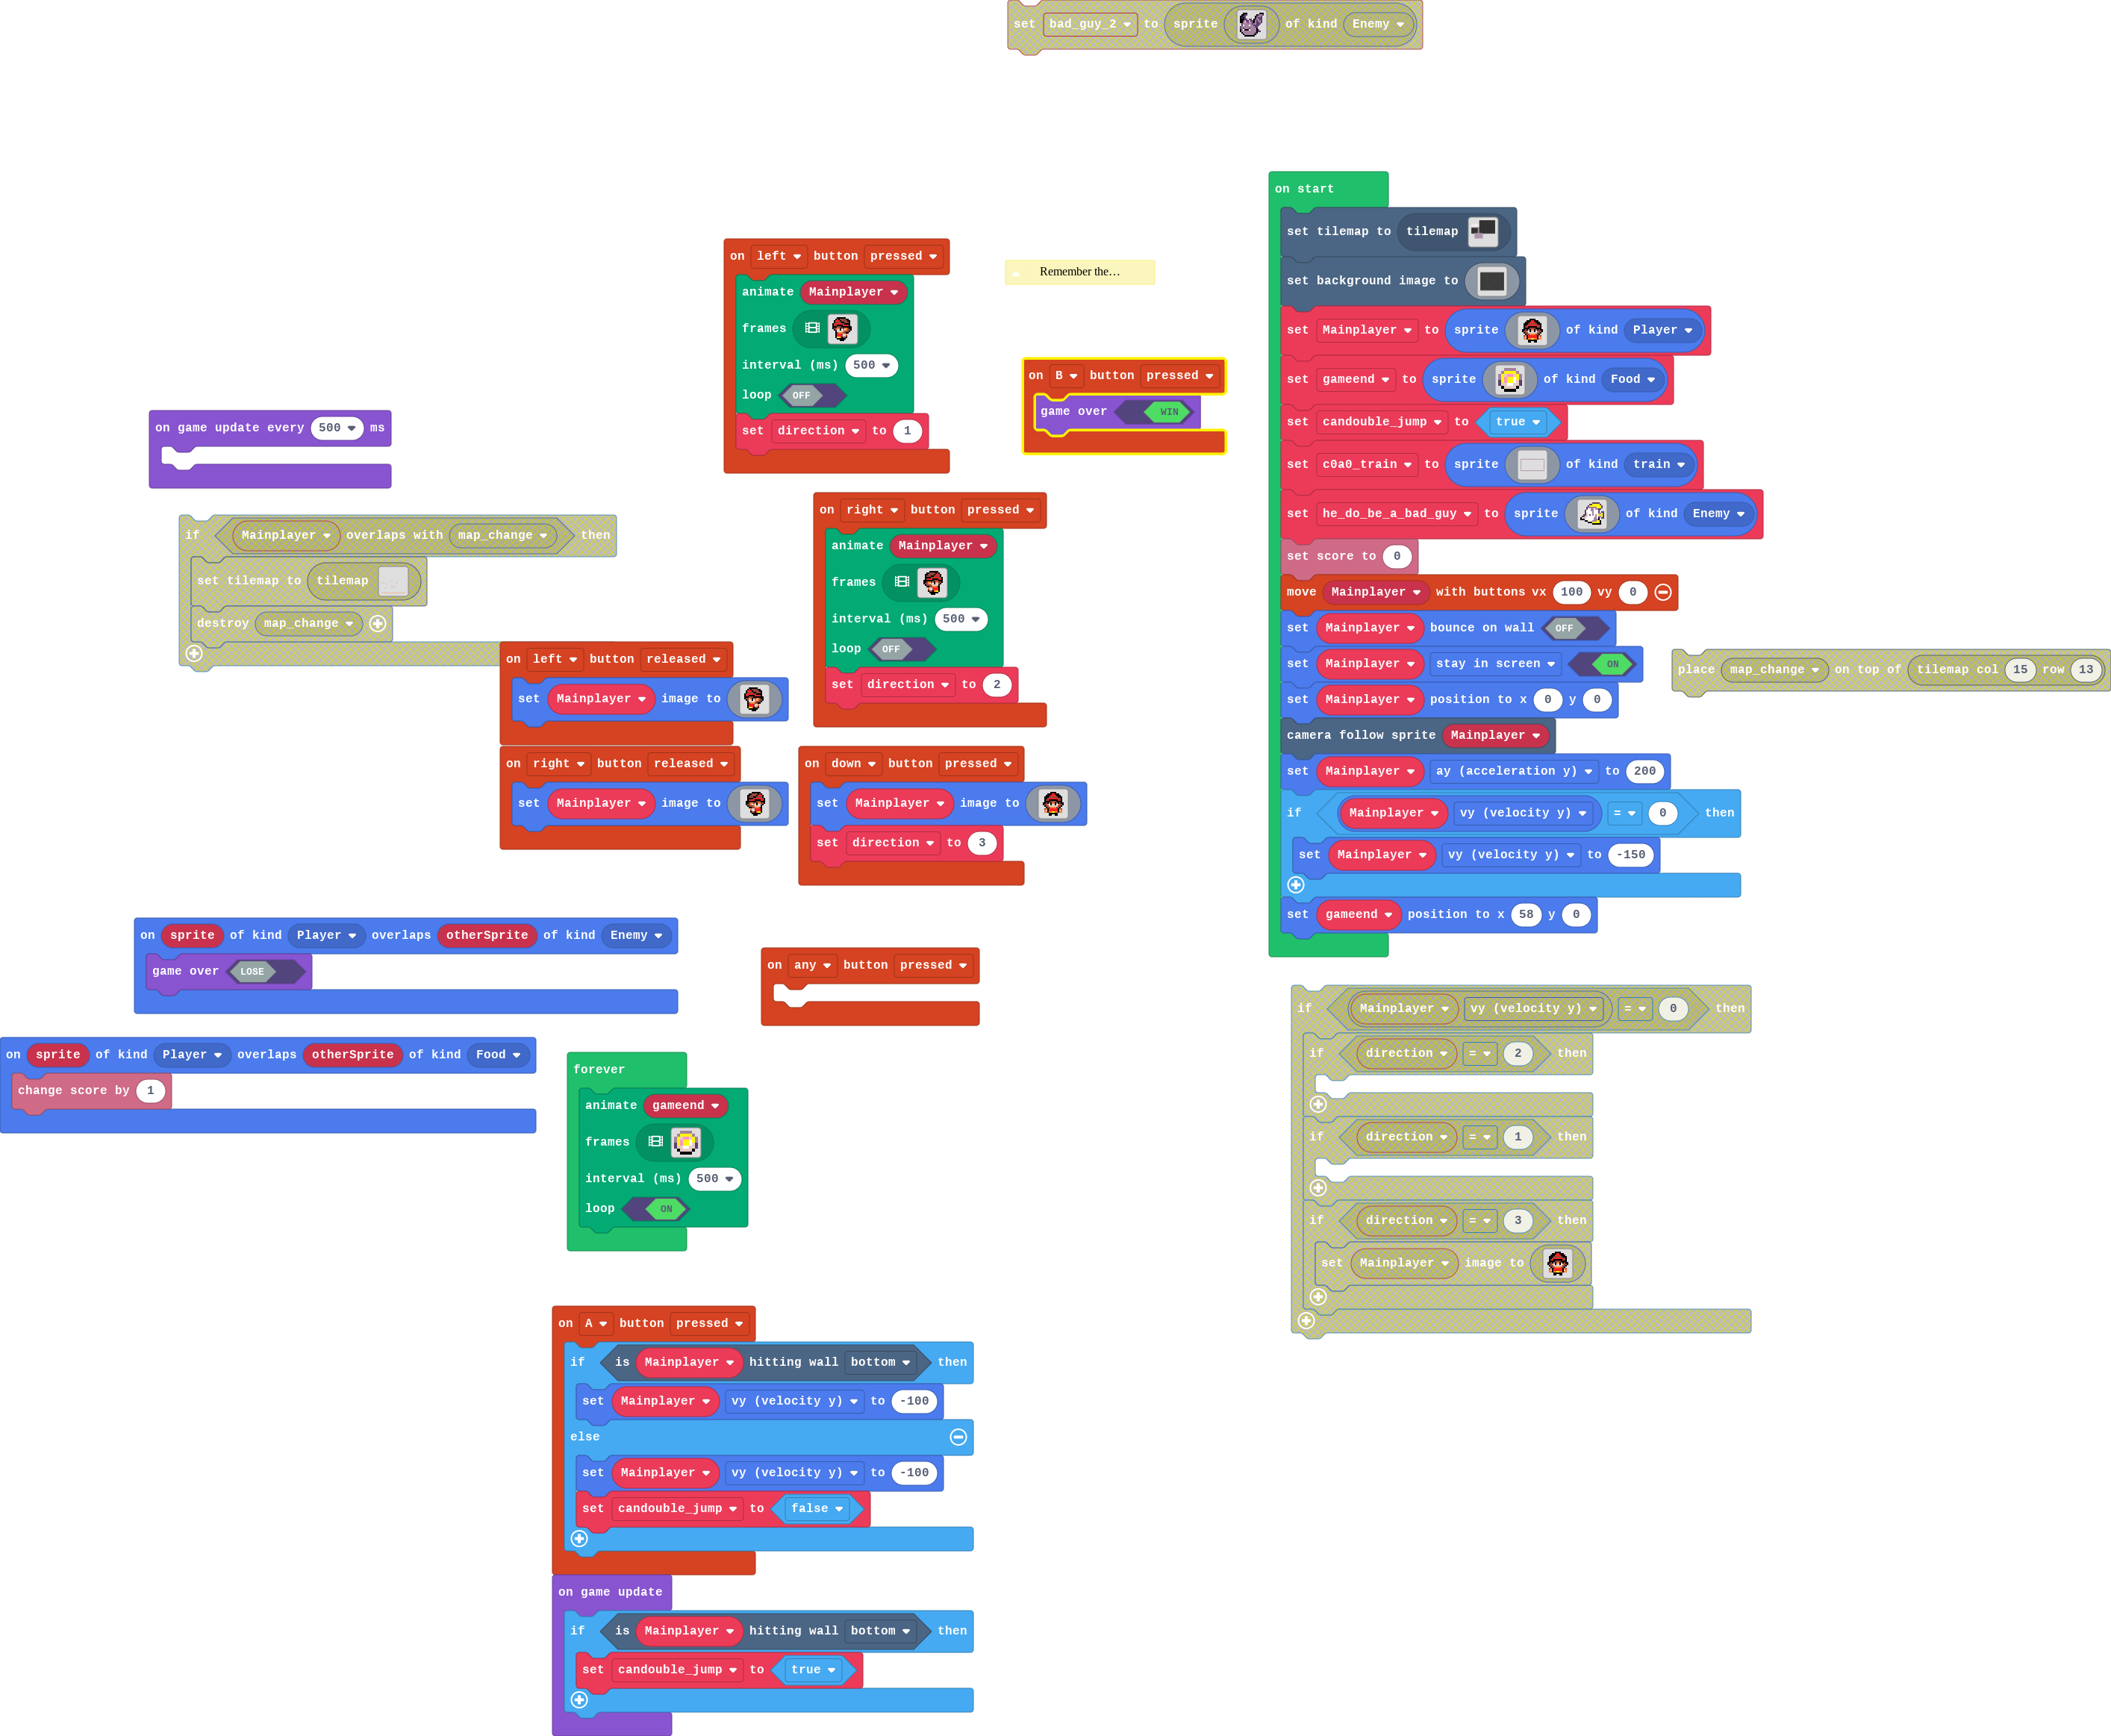 set bad_guy_2 to sprite of kind Enemy
on start
set tilemap to tilemap
set background image to
set Mainplayer to sprite of kind Player
set gameend to sprite of kind Food
set candouble_jump to true
set c0a0_train to sprite of kind train
set he_do_be_a_bad_guy to sprite of kind Enemy
set score to 0
move Mainplayer with buttons vx 100 vy 0
set Mainplayer bounce on wall OFF
set Mainplayer stay in screen ON
set Mainplayer position to x 0 y 0
camera follow sprite Mainplayer
set Mainplayer ay (acceleration y) to 200
if Mainplayer vy (velocity y) = 0 then
set Mainplayer vy (velocity y) to -150
set gameend position to x 58 y 0
on left button pressed
animate Mainplayer
frames
interval (ms) 500
loop OFF
set direction to 1
Remember the…
on B button pressed
game over WIN
on game update every 500 ms
on right button pressed
animate Mainplayer
frames
interval (ms) 500
loop OFF
set direction to 2
if Mainplayer overlaps with map_change then
set tilemap to tilemap
destroy map_change
on left button released
set Mainplayer image to
place map_change on top of tilemap col 15 row 13
on right button released
set Mainplayer image to
on down button pressed
set Mainplayer image to
set direction to 3
on sprite of kind Player overlaps otherSprite of kind Enemy
game over LOSE
on any button pressed
on sprite of kind Player overlaps otherSprite of kind Food
change score by 1
forever
animate gameend
frames
interval (ms) 500
loop ON
if Mainplayer vy (velocity y) = 0 then
if direction = 2 then
if direction = 1 then
if direction = 3 then
set Mainplayer image to
on A button pressed
if is Mainplayer hitting wall bottom then
set Mainplayer vy (velocity y) to -100
else
set Mainplayer vy (velocity y) to -100
set candouble_jump to false
on game update
if is Mainplayer hitting wall bottom then
set candouble_jump to true